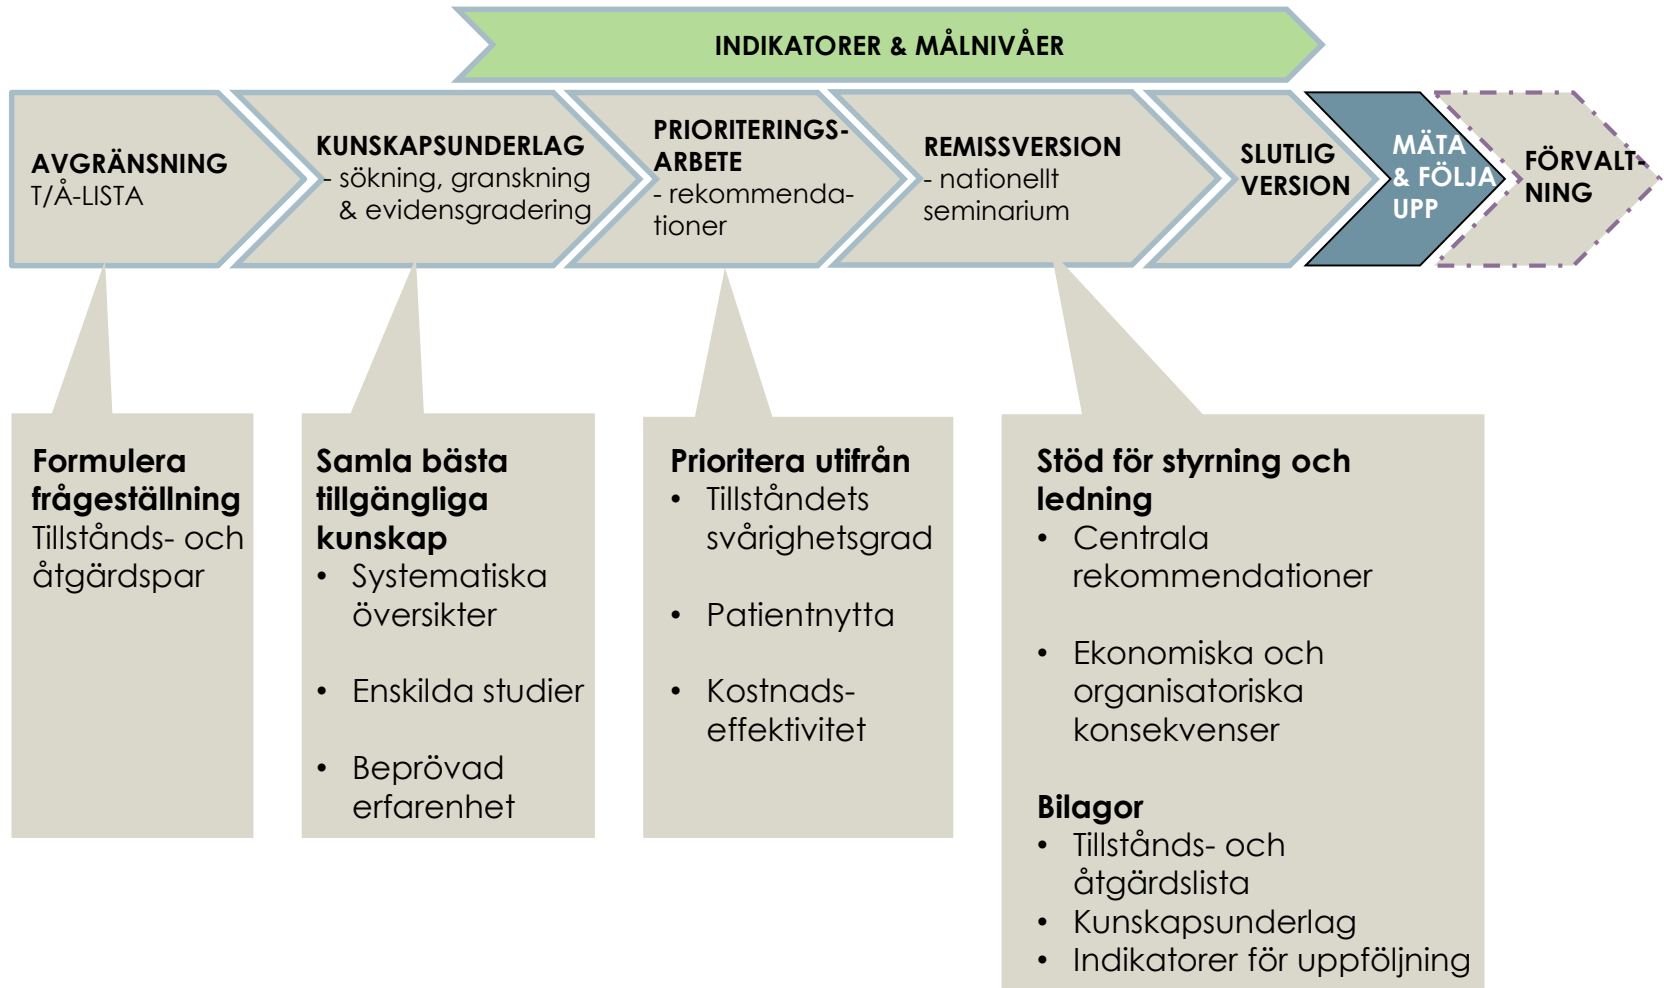 INDIKATORER & MÅLNIVÅER
AVGRÄNSNING
T/Å-LISTA
KUNSKAPSUNDERLAG
- sökning, granskning
& evidensgradering
PRIORITERINGS-
ARBETE
- rekommenda-
tioner
REMISSVERSION
- nationellt
seminarium
SLUTLIG
VERSION
MÄTA
& FÖLJA
UPP
FÖRVALT-
NING
Formulera
frågeställning
Tillstånds- och
åtgärdspar
Samla bästa
tillgängliga
kunskap
• Systematiska
översikter
• Enskilda studier
• Beprövad
erfarenhet
Prioritera utifrån
• Tillståndets
svårighetsgrad
• Patientnytta
• Kostnads-
effektivitet
Stöd för styrning och
ledning
• Centrala
rekommendationer
• Ekonomiska och
organisatoriska
konsekvenser
Bilagor
• Tillstånds- och
åtgärdslista
• Kunskapsunderlag
• Indikatorer för uppföljning